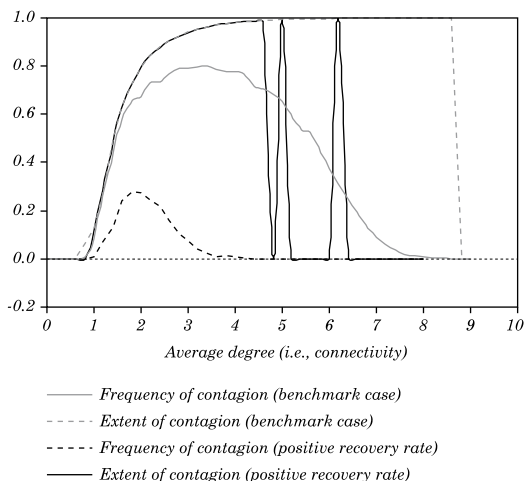 1.0
0.8
0.6
0.4
0.2
0.0
-0.2
0 1 2 3 4 5 6 7 8 9 10
Average degree (i.e., connectivity)
Frequency of contagion (benchmark case)
Extent of contagion (benchmark case)
Frequency of contagion (positive recovery rate)
Extent of contagion (positive recovery rate)